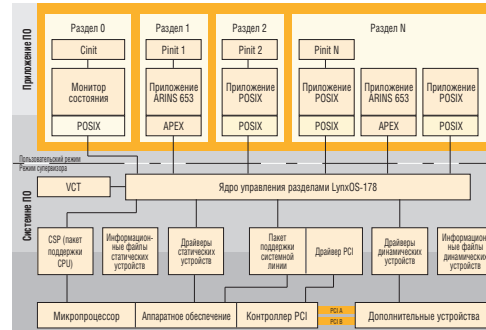 Приложение ПО
Раздел 0
Раздел 1
Раздел 2
Раздел N
Cinit
Pinit 1
Pinit 2
Pinit N
Монитор
состояния
Приложение
ARINS 653
Приложение
POSIX
Приложение
POSIX
Приложение
ARINS 653
Приложение
POSIX
POSIX
APEX
POSIX
POSIX
APEX
POSIX
Пользовательский режим
Режим супервизора
Системне ПО
VCT
Ядро управления разделами LynxOS-178
CSP (пакет
поддержки
CPU)
Информацион-
ные файлы
статических
устройств
Драйверы
статических
устройств
Пакет
поддержки
системной
линии
Драйвер PCI
Драйверы
динамических
устройств
Информацион-
ные файлы
динамических
устройств
Микропроцессор
Аппаратное обеспечение
Контроллер PCI
PCI A
PCI B
Дополнительные устройства